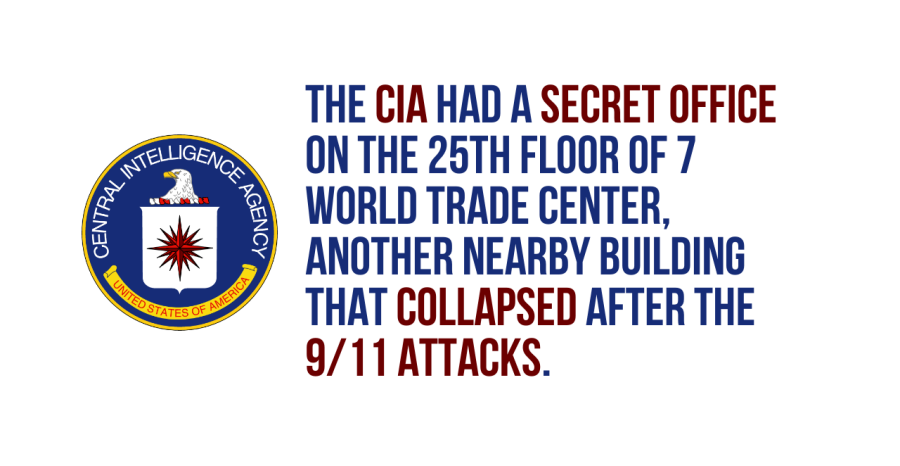 CENTRAL INTELLIGENCE AGENCY
UNITED STATES OF AMERICA
THE CIA HAD A SECRET OFFICE
ON THE 25TH FLOOR OF 7
WORLD TRADE CENTER,
ANOTHER NEARBY BUILDING
THAT COLLAPSED AFTER THE
9/11 ATTACKS.